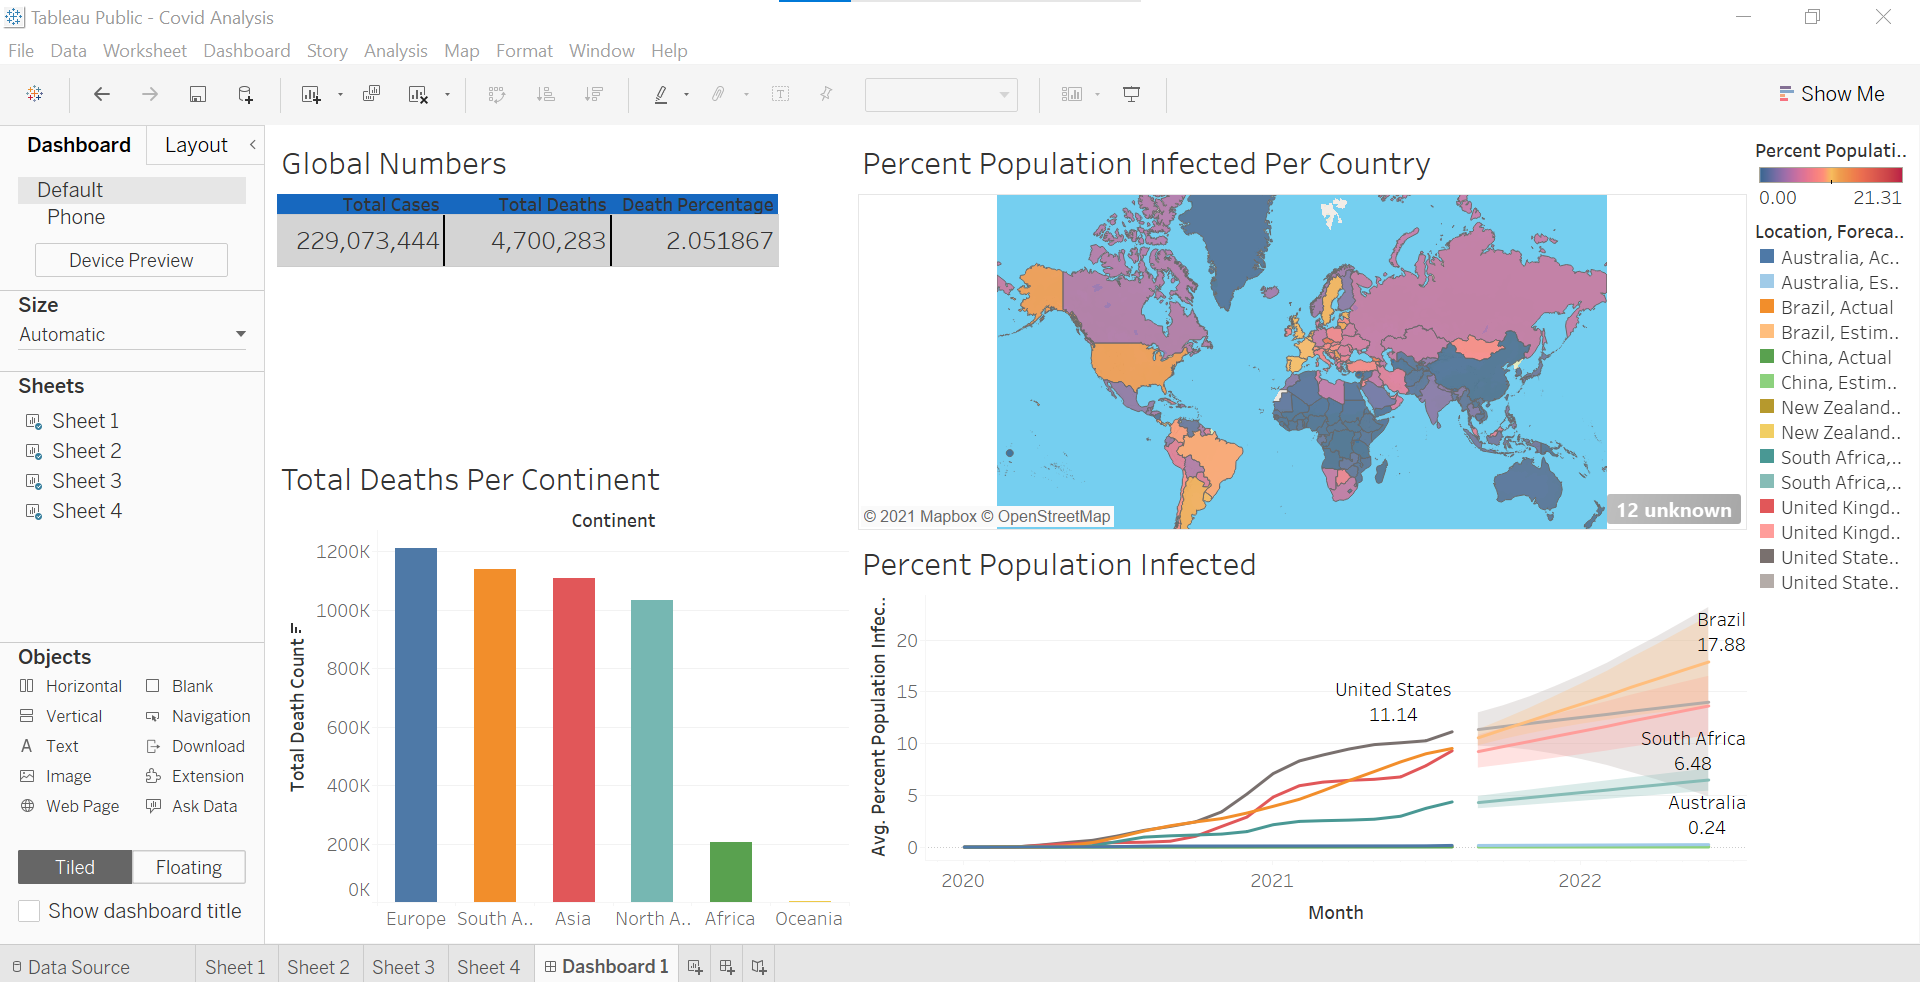 Tableau Public - Covid Analysis
File Data Worksheet Dashboard Story Analysis Map Format Window Help
Show Me
Dashboard Layout
Default
Phone
Device Preview
Size
Automatic
Sheets
Sheet 1
Sheet 2
Sheet 3
Sheet 4
Objects
Horizontal Blank
Vertical Navigation
A Text Download
Image Extension
Web Page Ask Data
Tiled Floating
Show dashboard title
Global Numbers
Total Cases Total Deaths Death Percentage
229,073,444 4,700,283 2.051867
Total Deaths Per Continent
Continent
Total Death Count
1200K
1000K
800K
600K
400K
200K
0K
Europe South A.. Asia North A.. Africa Oceania
Percent Population Infected Per Country
© 2021 Mapbox © OpenStreetMap
12 unknown
Percent Population Infected
Avg. Percent Population Infec..
20
15
10
5
0
United States
11.14
Brazil
17.88
South Africa
6.48
Australia
0.24
2020 2021 2022
Month
Percent Populati..
0.00 21.31
Location, Foreca..
Australia, Ac..
Australia, Es..
Brazil, Actual
Brazil, Estim..
China, Actual
China, Estim..
New Zealand..
New Zealand..
South Africa,..
South Africa,..
United Kingd..
United Kingd..
United State..
United State..
Data Source Sheet 1 Sheet 2 Sheet 3 Sheet 4 Dashboard 1